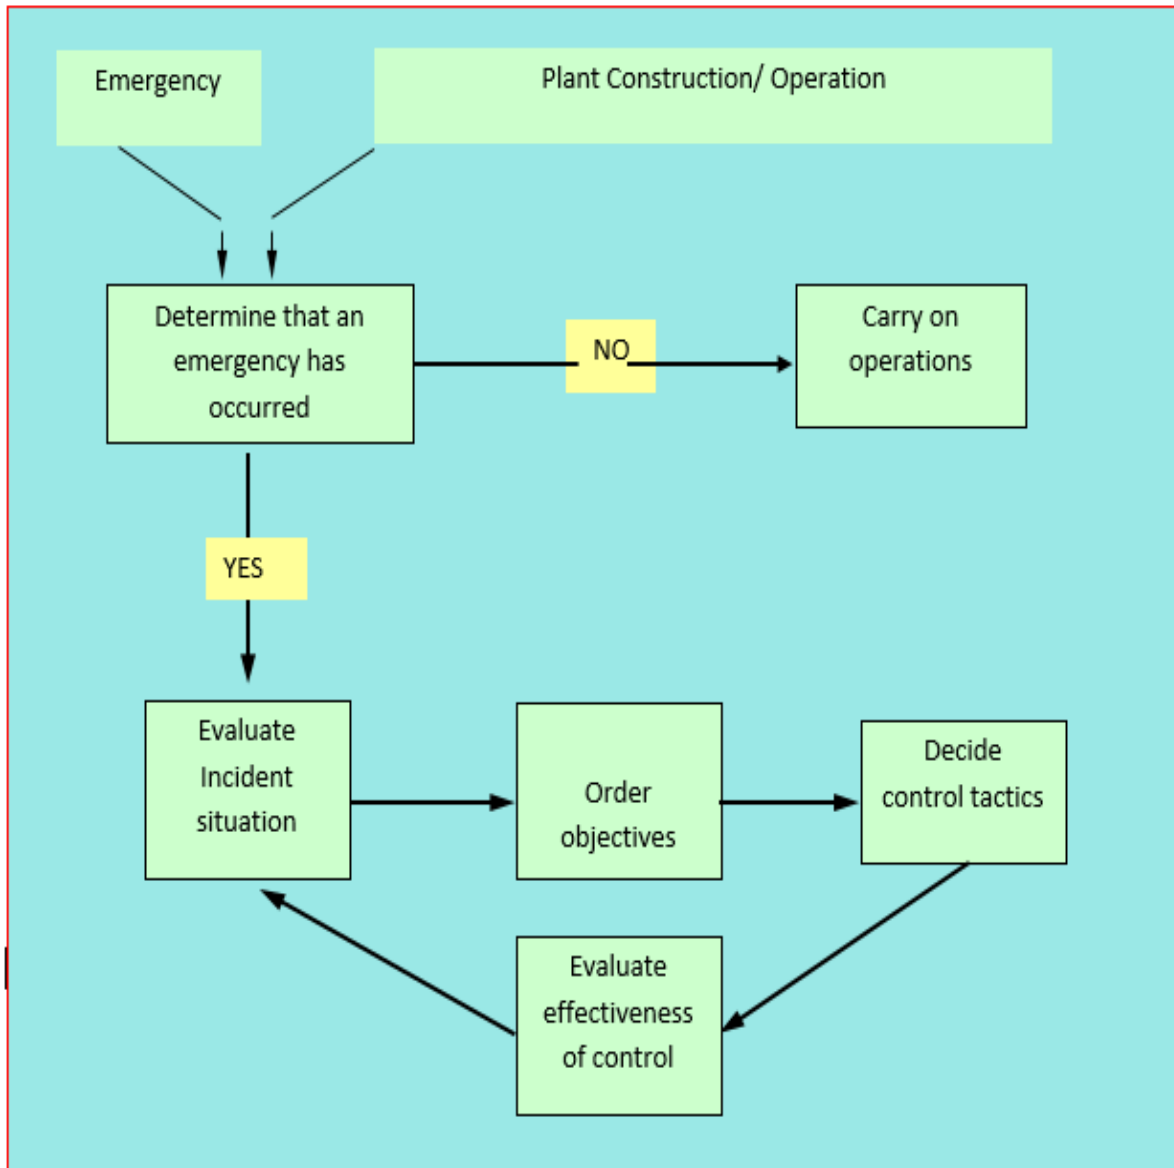 Emergency
Plant Construction/ Operation
Determine that an
emergency has
occurred
NO
Carry on
operations
YES
Evaluate
Incident
situation
Order
objectives
Decide
control tactics
Evaluate
effectiveness
of control